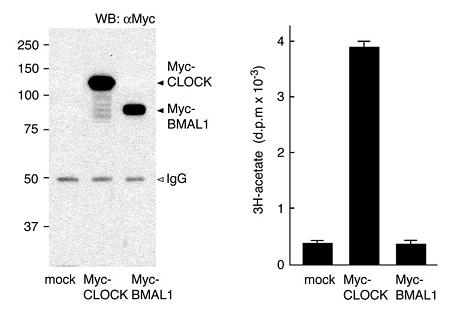 WB: αMyc
250
150
100
75
50
37
Myc-
CLOCK
Myc-
BMAL1
IgG
mock
Myc-
CLOCK
Myc-
BMAL1
3H-acetate (d.p.m x 10-3)
4
3
2
1
0
mock
Myc-
CLOCK
Myc-
BMAL1